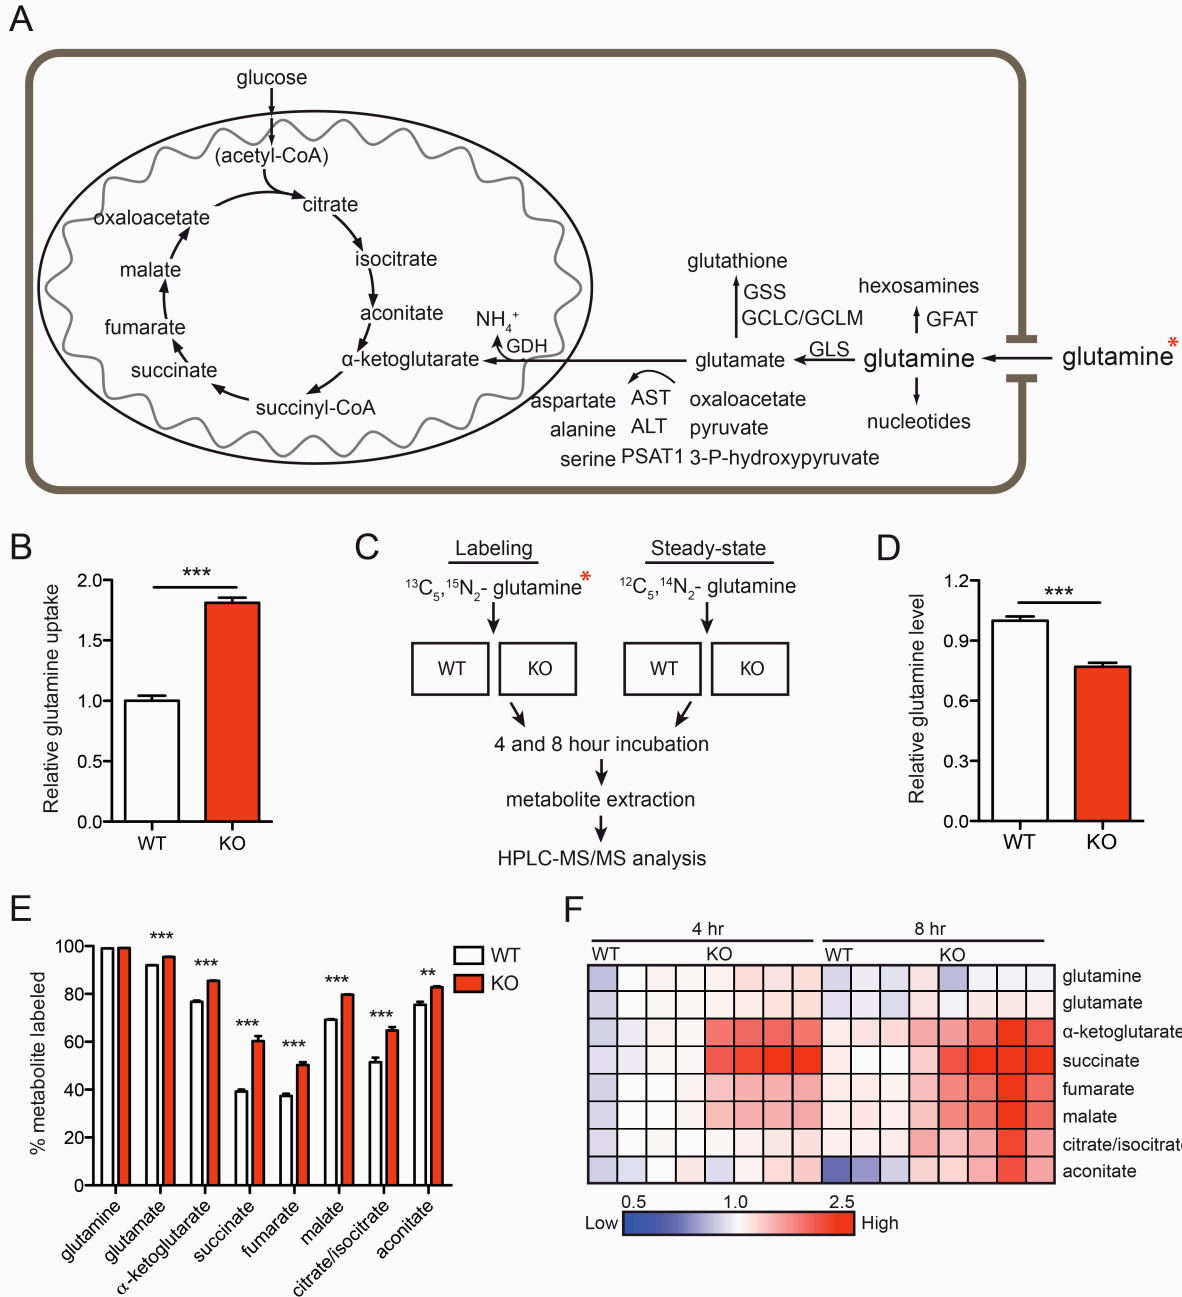 A
glucose
(acetyl-CoA)
citrate
oxaloacetate
isocitrate
malate
aconitate
fumarate
α-ketoglutarate
succinate
succinyl-CoA
NH4+
GDH
glutathione
GSS
GCLC/GCLM
hexosamines
GFAT
glutamate
GLS
glutamine
glutamine*
nucleotides
aspartate AST oxaloacetate
alanine ALT pyruvate
serine PSAT1 3-P-hydroxypyruvate
B
Relative glutamine uptake
2.0
1.5
1.0
0.5
0.0
***
WT KO
C
Labeling Steady-state
13C5,15N2- glutamine* 12C5,14N2- glutamine
WT KO WT KO
4 and 8 hour incubation
metabolite extraction
HPLC-MS/MS analysis
D
Relative glutamine level
1.2
0.9
0.6
0.3
0.0
***
WT KO
E
% metabolite labeled
100
80
60
40
20
0
*** *** *** *** *** *** **
WT
KO
glutamine
glutamate
α-ketoglutarate
succinate
fumarate
malate
citrate/isocitrate
aconitate
F
4 hr 8 hr
WT KO WT KO
glutamine
glutamate
α-ketoglutarate
succinate
fumarate
malate
citrate/isocitrate
aconitate
0.5 1.0 2.5
Low High